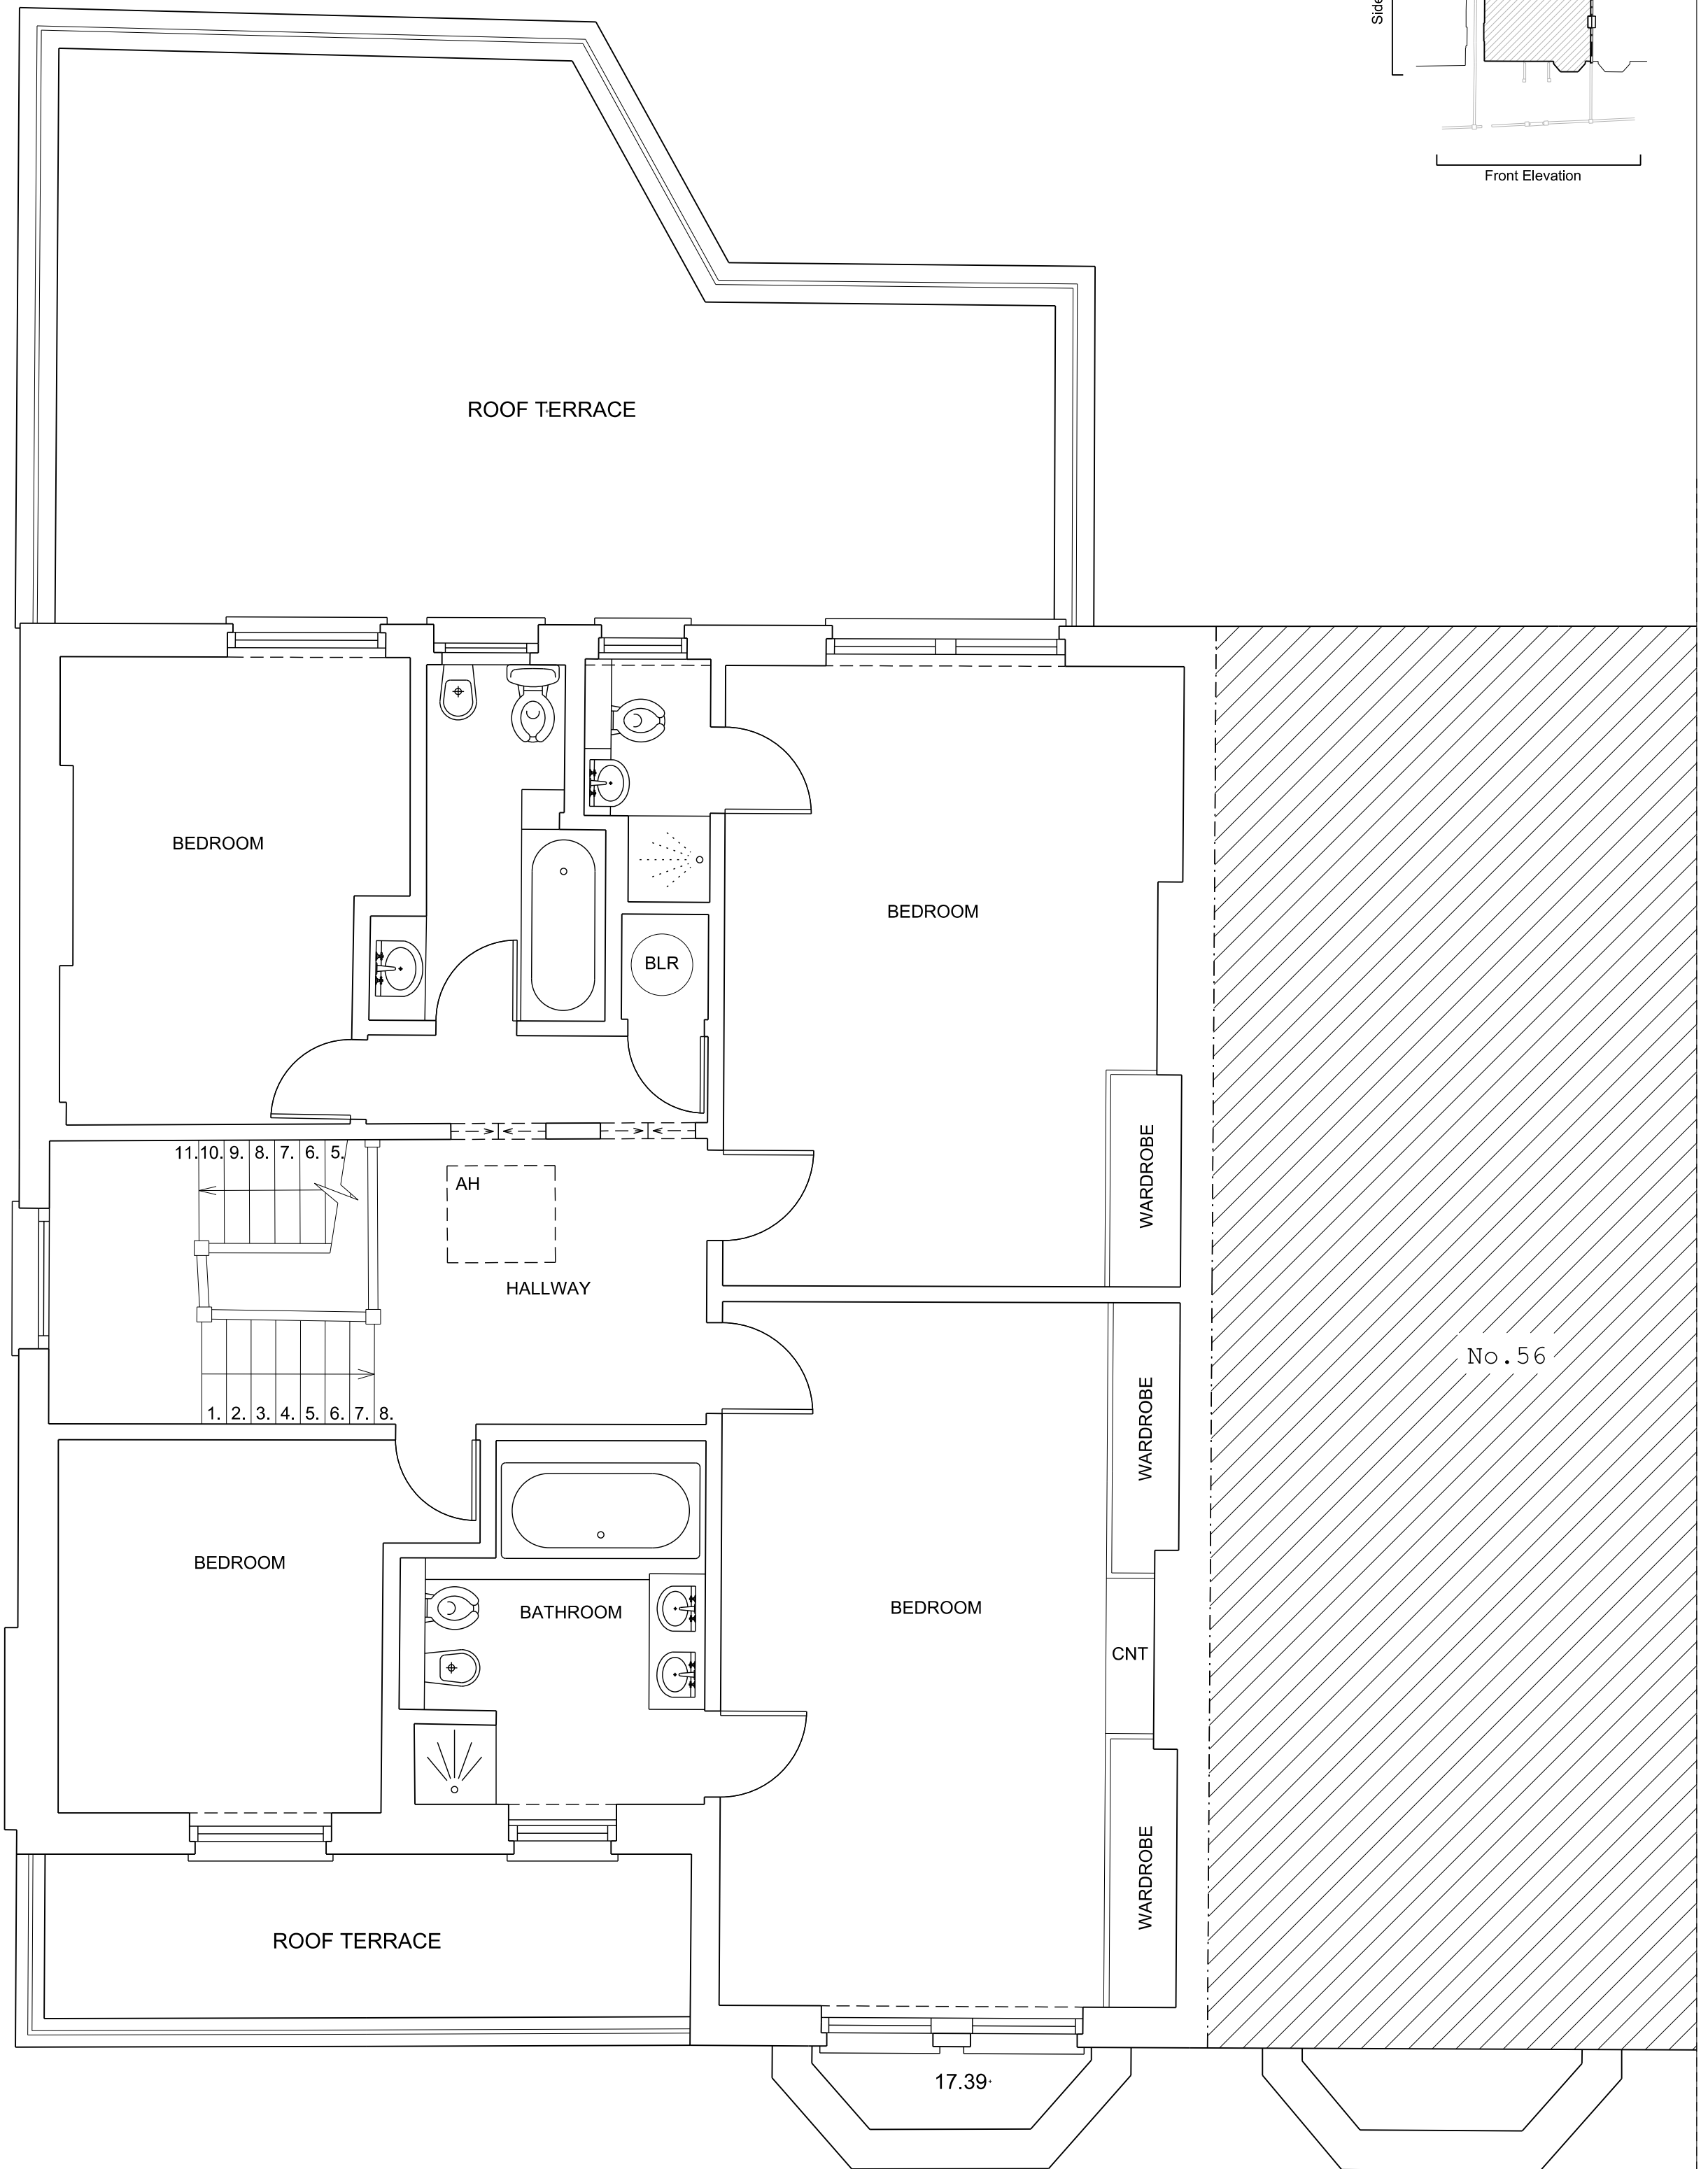 Side
Front Elevation
ROOF TERRACE
BEDROOM
BEDROOM
BLR
WARDROBE
11. 10. 9. 8. 7. 6. 5.
AH
HALLWAY
No.56
WARDROBE
1. 2. 3. 4. 5. 6. 7. 8.
BEDROOM
BATHROOM
BEDROOM
CNT
WARDROBE
ROOF TERRACE
17.39